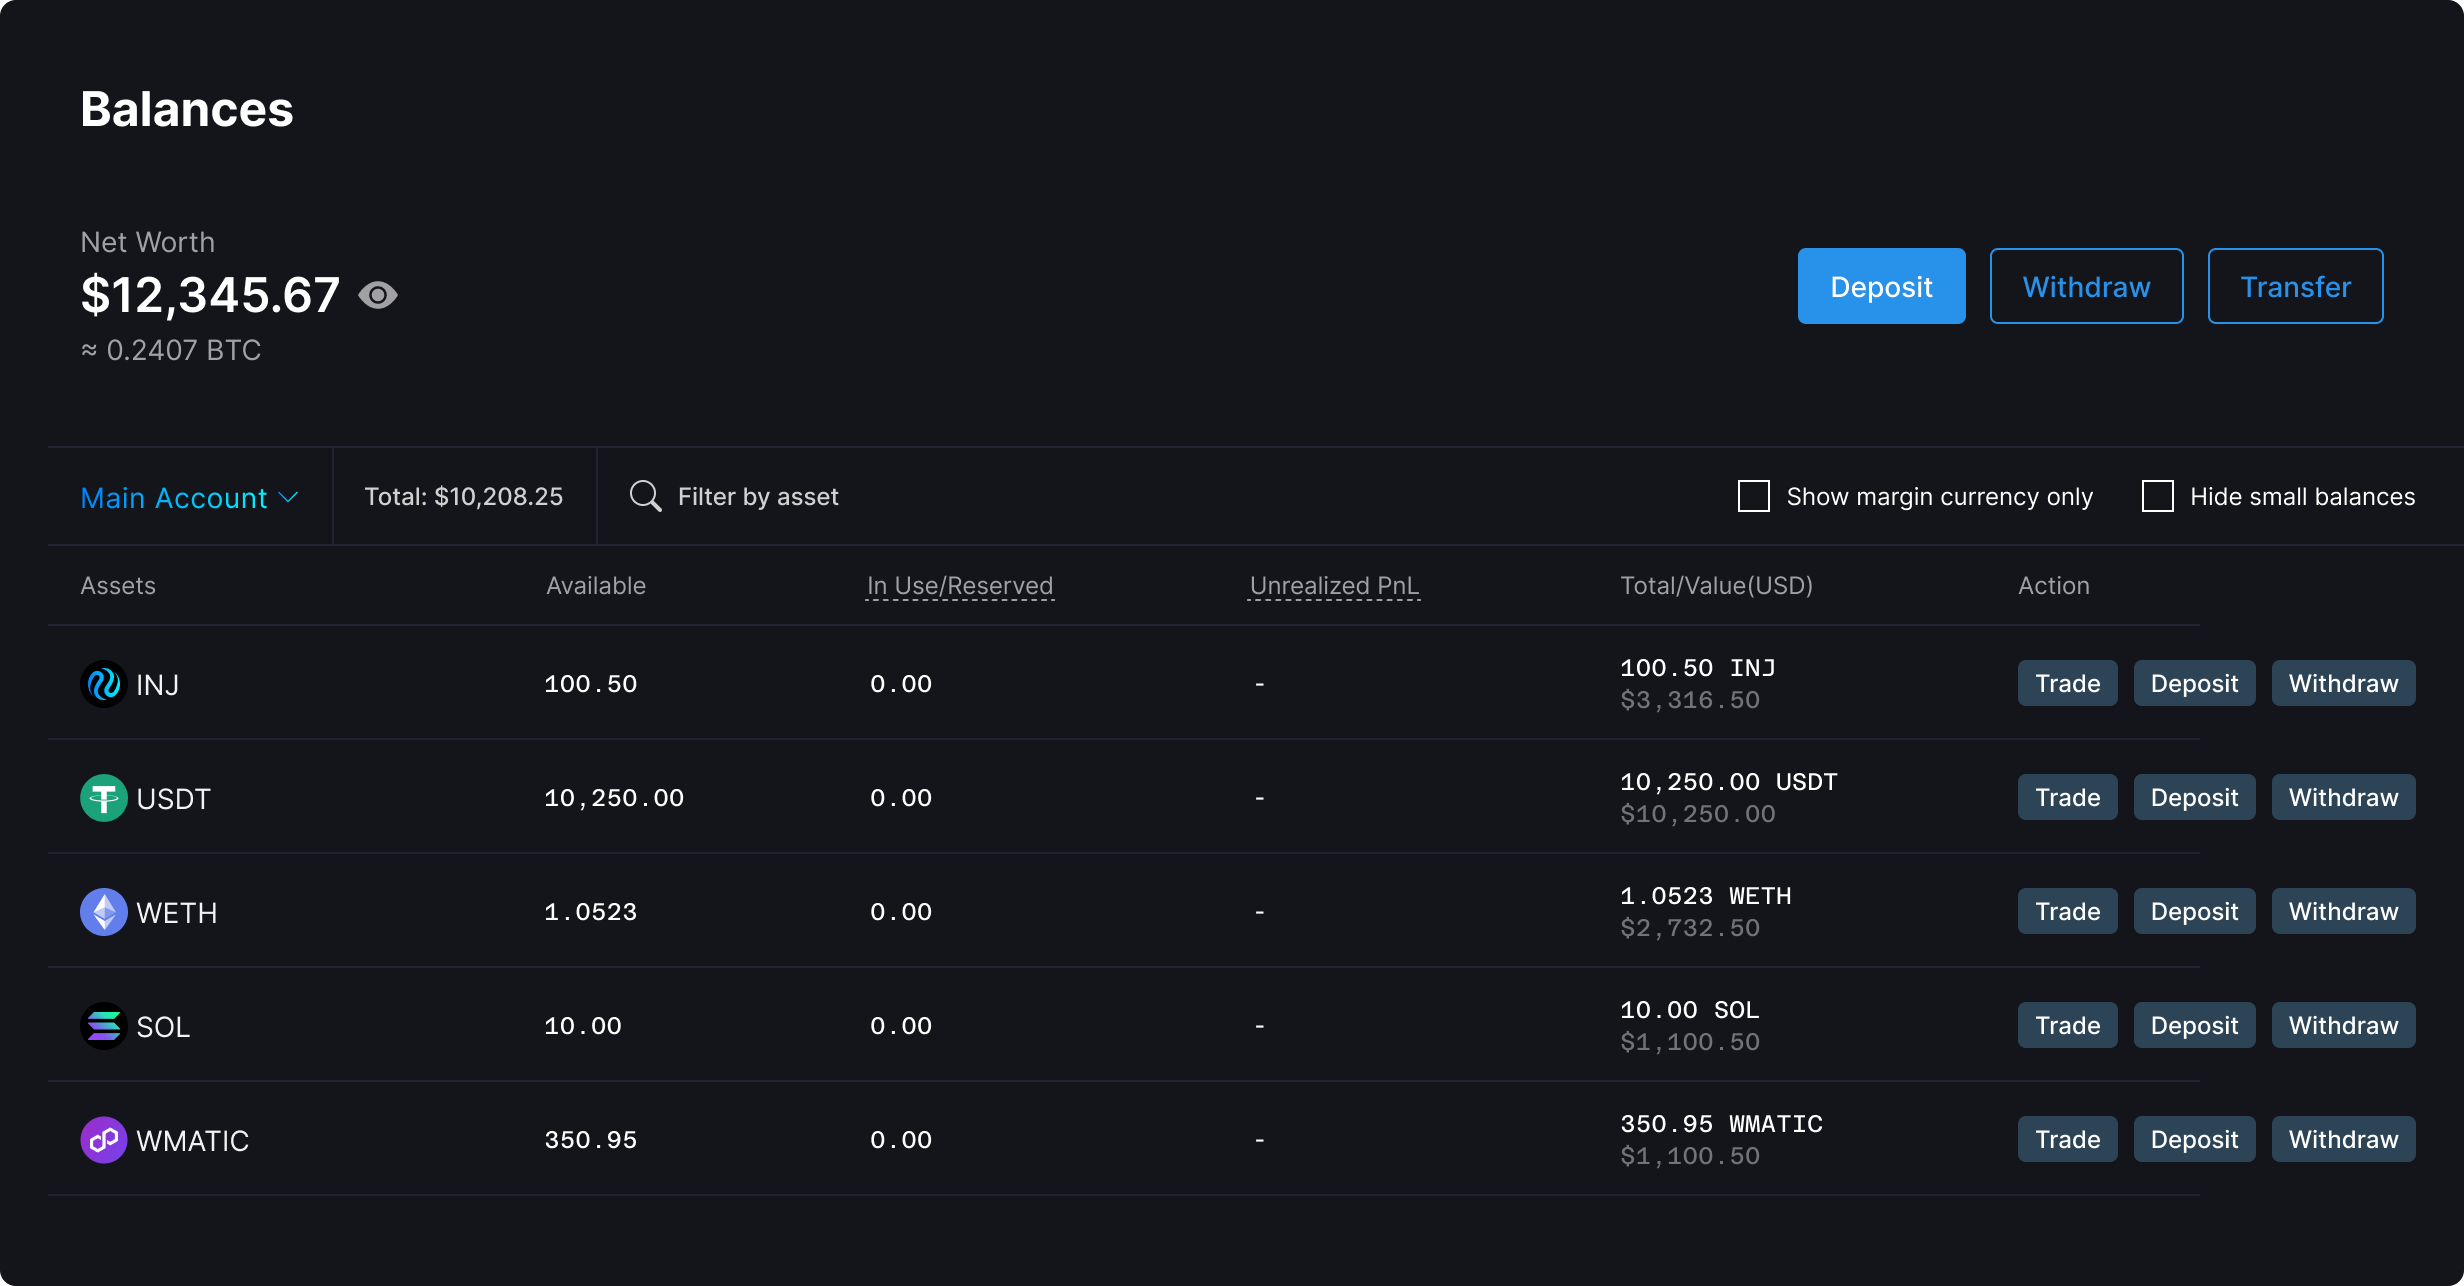 Balances
Net Worth
$12,345.67
≈ 0.2407 BTC
Deposit Withdraw Transfer
Main Account Total: $10,208.25 Filter by asset Show margin currency only Hide small balances
Assets Available In Use/Reserved Unrealized PnL Total/Value(USD) Action
INJ 100.50 0.00 - 100.50 INJ Trade Deposit Withdraw
$3,316.50
USDT 10,250.00 0.00 - 10,250.00 USDT Trade Deposit Withdraw
$10,250.00
WETH 1.0523 0.00 - 1.0523 WETH Trade Deposit Withdraw
$2,732.50
SOL 10.00 0.00 - 10.00 SOL Trade Deposit Withdraw
$1,100.50
WMATIC 350.95 0.00 - 350.95 WMATIC Trade Deposit Withdraw
$1,100.50